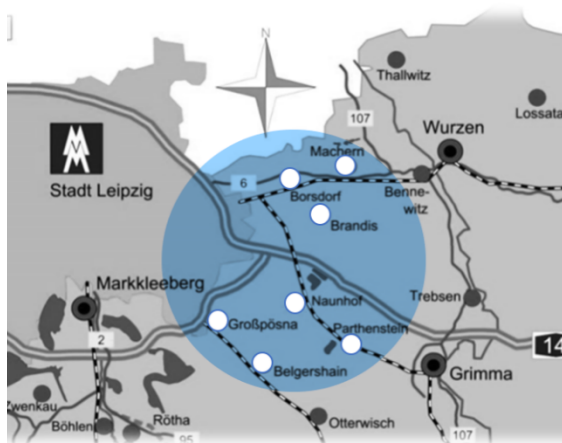 N
Thallwitz
107
Lossata
Wurzen
Machern
Stadt Leipzig
6
Borsdorf
Benne-
witz
Brandis
Markkleeberg
Naunhof
Trebsen
Großpösna
Parthenstein
2
14
Belgershain
Grimma
Zwenkau
Rötha
Otterwisch
Böhlen
95
107